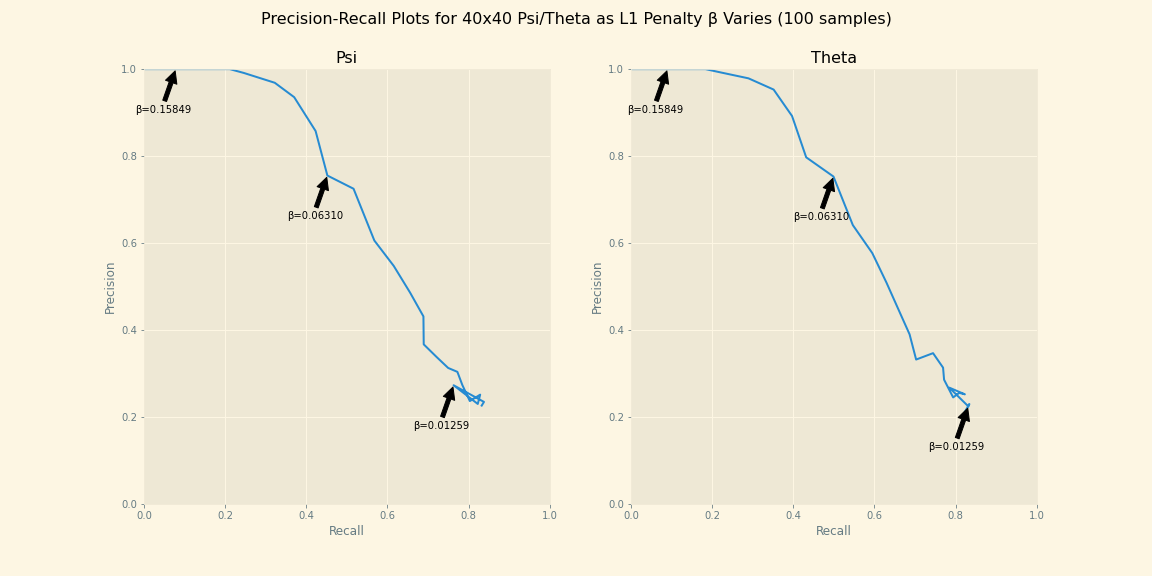 Precision-Recall Plots for 40x40 Psi/Theta as L1 Penalty β Varies (100 samples)
Psi
1.0
0.8
0.6
0.4
0.2
0.0
Precision
β=0.15849
β=0.06310
β=0.01259
0.0 0.2 0.4 0.6 0.8 1.0
Recall
Theta
1.0
0.8
0.6
0.4
0.2
0.0
Precision
β=0.15849
β=0.06310
β=0.01259
0.0 0.2 0.4 0.6 0.8 1.0
Recall